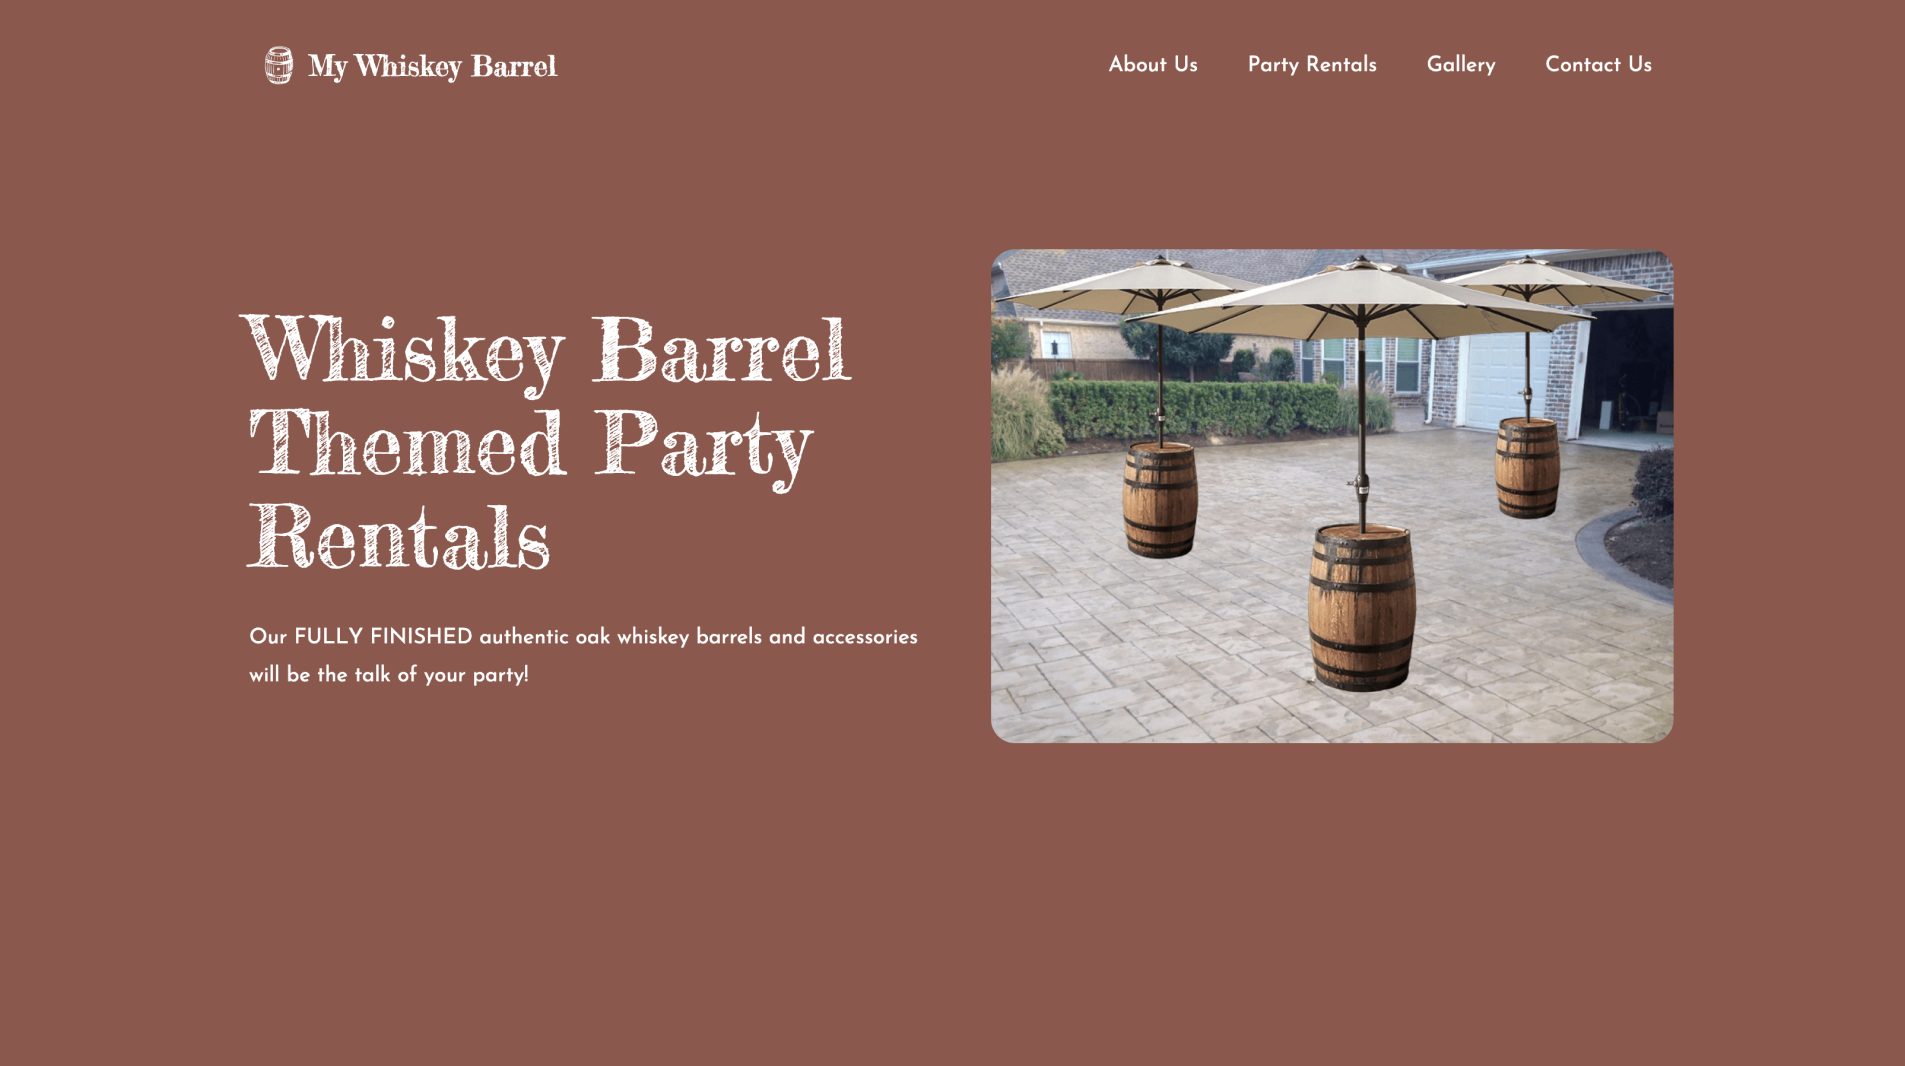 My Whiskey Barrel
About Us
Party Rentals
Gallery
Contact Us
Whiskey Barrel
Themed Party
Rentals
Our FULLY FINISHED authentic oak whiskey barrels and accessories
will be the talk of your party!